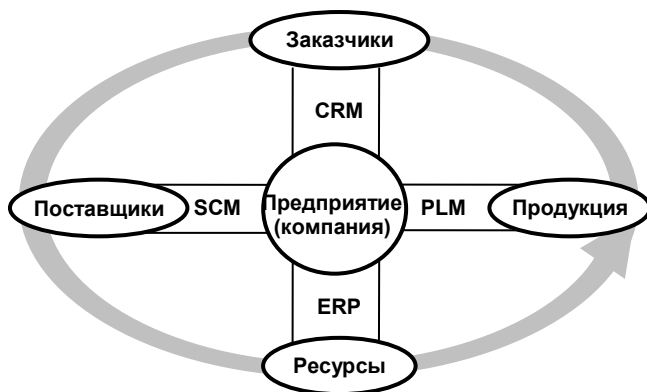 Заказчики
CRM
Поставщики
SCM
Предприятие
(компания)
PLM
Продукция
ERP
Ресурсы